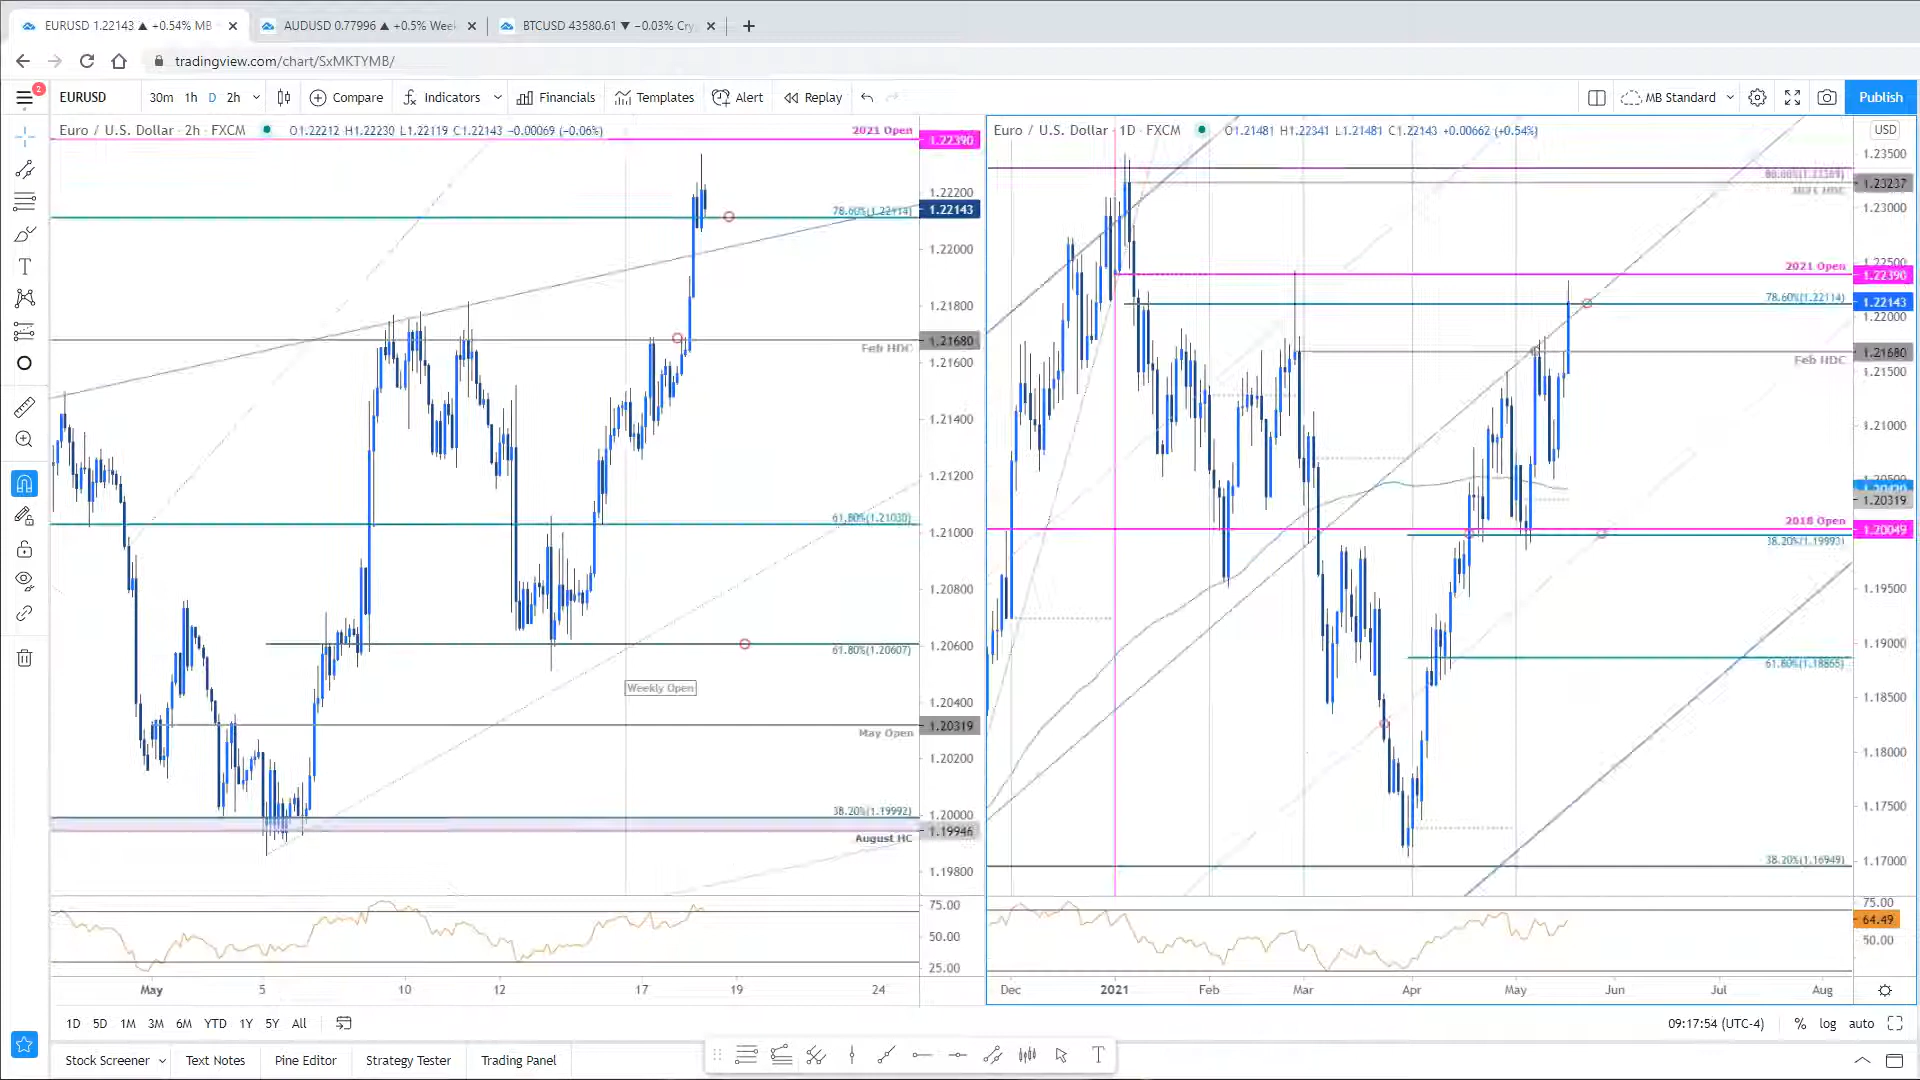 EURUSD 1.22143 ▲ +0.54% MB
AUDUSD 0.77996 ▲ +0.5% Wee
BTCUSD 43580.61 ▼ −0.03% Cry
tradingview.com/chart/SxMKTYMB/
2
EURUSD
30m 1h D 2h
Compare
Indicators
Financials
Templates
Alert
Replay
MB Standard
Publish
Euro / U.S. Dollar · 2h · FXCM
O1.22212 H1.22230 L1.22119 C1.22143 −0.00069 (−0.06%)
2021 Open
1.22390
1.22200
78.60%(1.22114)
1.22143
1.22000
1.21800
1.21680
Feb HDC
1.21600
1.21400
1.21200
61.80%(1.21030)
1.21000
1.20800
1.20600
61.80%(1.20607)
Weekly Open
1.20400
1.20319
May Open
1.20200
38.20%(1.19992)
1.20000
1.19946
August HC
1.19800
75.00
50.00
25.00
May 5 10 12 17 19 24
Euro / U.S. Dollar · 1D · FXCM
O1.21481 H1.22341 L1.21481 C1.22143 +0.00662 (+0.54%)
USD
1.23500
1.23237
1.23000
1.22500
2021 Open
1.22390
78.60%(1.22114)
1.22143
1.22000
1.21680
Feb HDC
1.21500
1.21000
1.20500
1.20319
2018 Open
1.20049
38.20%(1.19993)
1.19500
1.19000
61.80%(1.18865)
1.18500
1.18000
1.17500
38.20%(1.16949)
1.17000
75.00
64.49
50.00
Dec 2021 Feb Mar Apr May Jun Jul Aug
1D 5D 1M 3M 6M YTD 1Y 5Y All
09:17:54 (UTC-4)
% log auto
Stock Screener
Text Notes
Pine Editor
Strategy Tester
Trading Panel